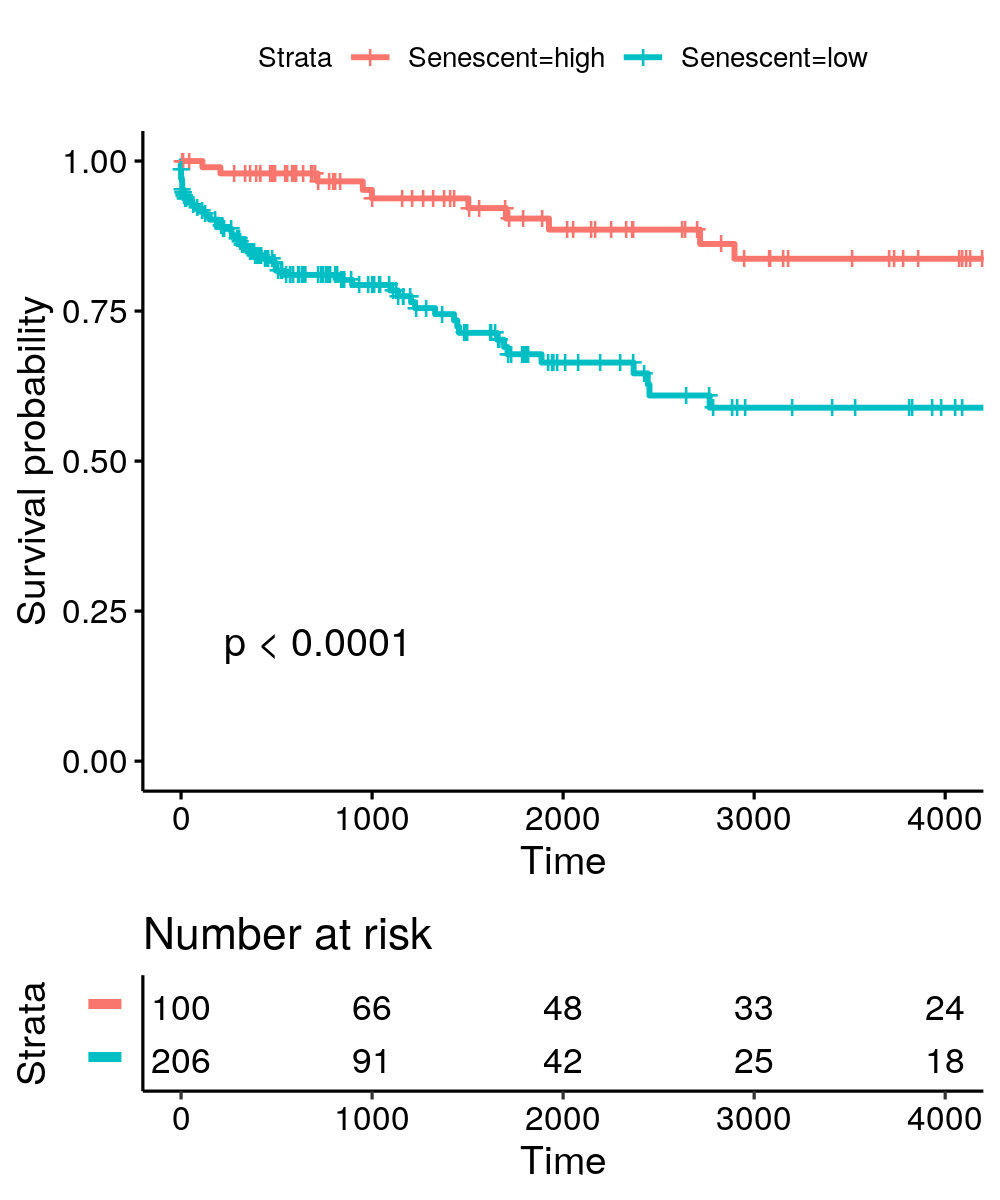 Strata Senescent=high Senescent=low
Survival probability
1.00
0.75
0.50
0.25
0.00
p < 0.0001
0 1000 2000 3000 4000
Time
Number at risk
Strata
100 66 48 33 24
206 91 42 25 18
0 1000 2000 3000 4000
Time